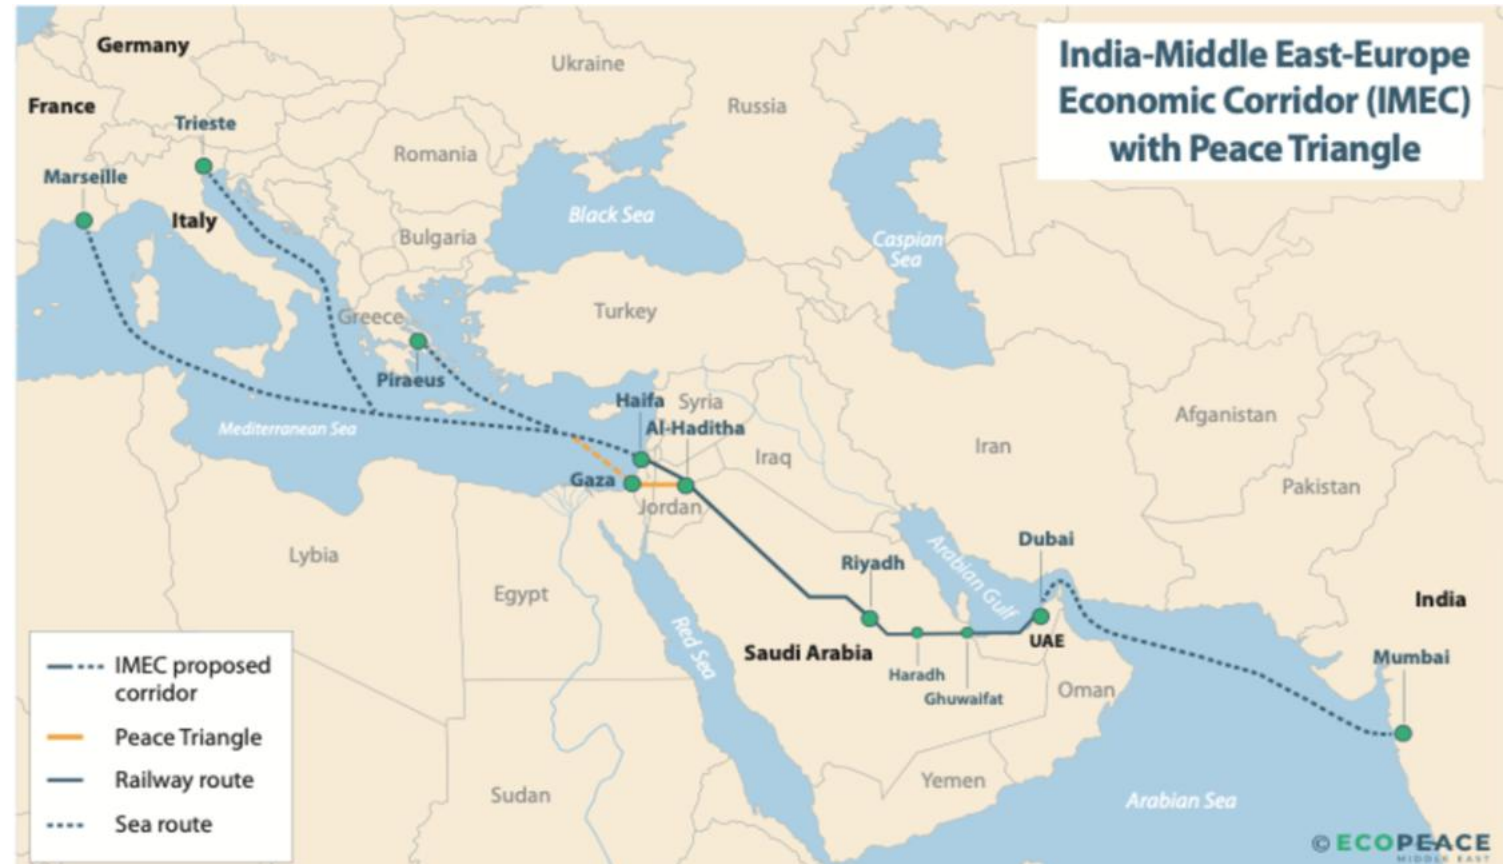 India-Middle East-Europe
Economic Corridor (IMEC)
with Peace Triangle
Germany
Ukraine
France
Russia
Trieste
Romania
Marseille
Italy
Black Sea
Bulgaria
Caspian
Sea
Greece
Turkey
Piraeus
Haifa
Syria
Afganistan
Mediterranean Sea
Al-Haditha
Iraq
Iran
Gaza
Pakistan
Jordan
Lybia
Arabian Gulf
Dubai
Riyadh
Egypt
India
Red Sea
Saudi Arabia
UAE
Mumbai
Haradh
Ghuwaifat
Oman
IMEC proposed
corridor
Peace Triangle
Railway route
Sea route
Sudan
Yemen
Arabian Sea
© ECOPEACE
MIDDLE EAST